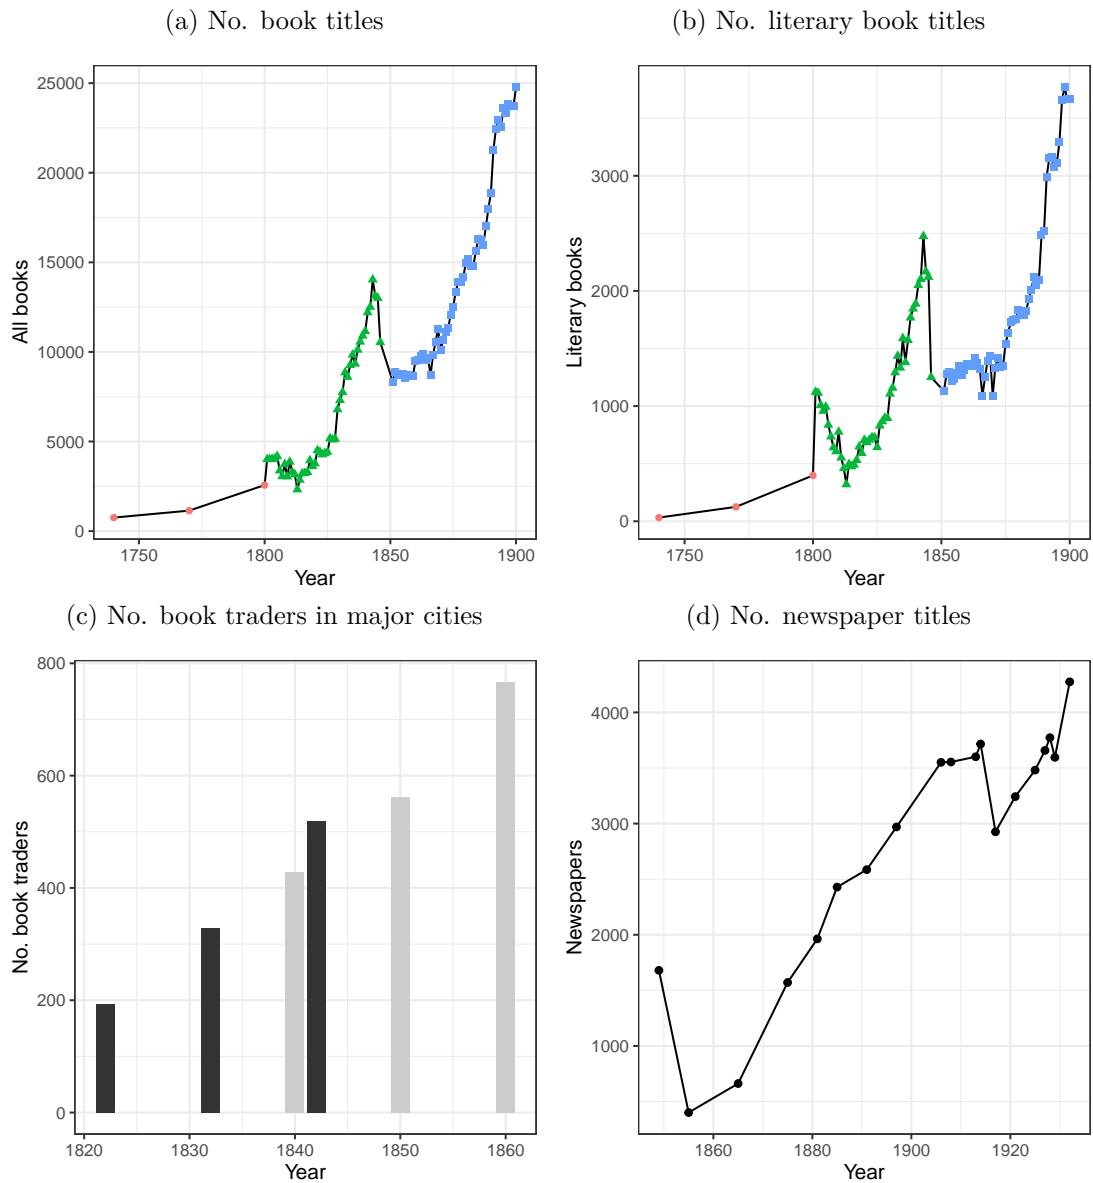 (a) No. book titles
25000
20000
15000
10000
5000
0
All books
1750 1800 1850 1900
Year
(b) No. literary book titles
3000
2000
1000
0
Literary books
1750 1800 1850 1900
Year
(c) No. book traders in major cities
800
600
400
200
0
No. book traders
1820 1830 1840 1850 1860
Year
(d) No. newspaper titles
4000
3000
2000
1000
Newspapers
1860 1880 1900 1920
Year